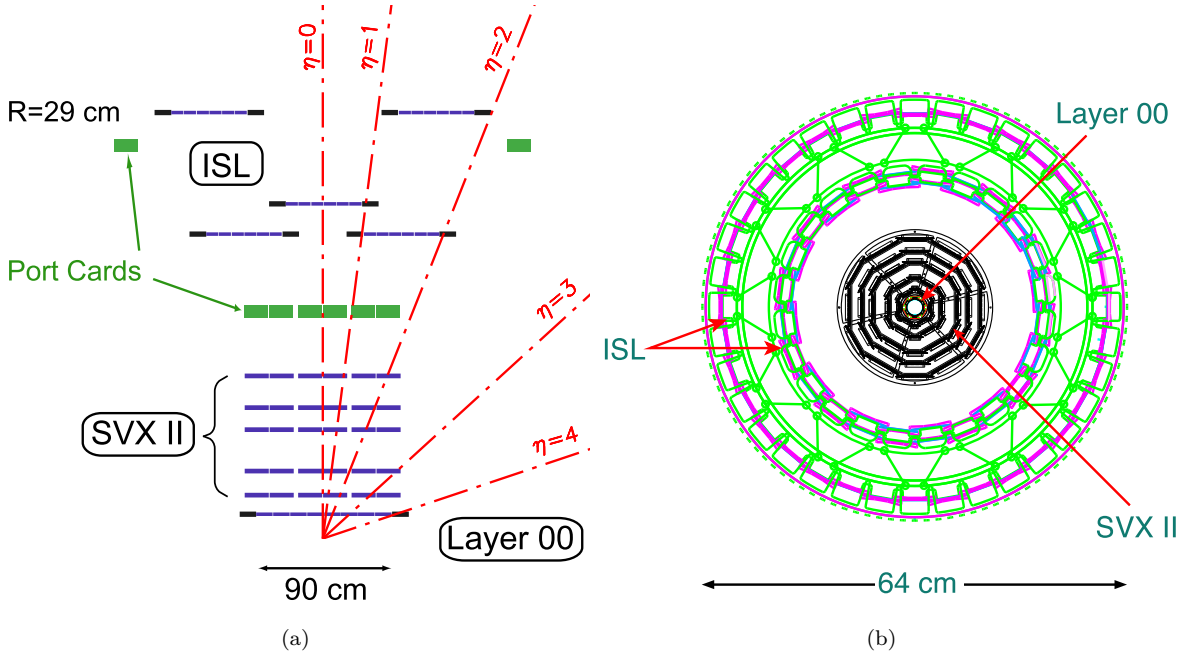 η=0
η=1
η=2
R=29 cm
ISL
Port Cards
η=3
SVX II
η=4
Layer 00
90 cm
(a)
Layer 00
ISL
SVX II
64 cm
(b)